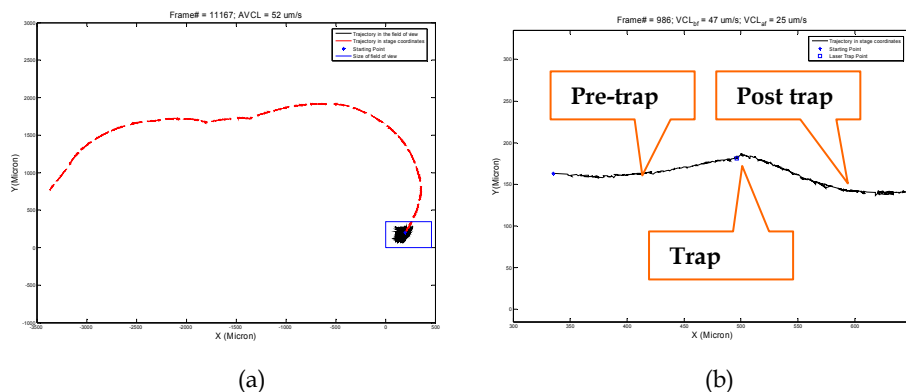 Frame# = 11167; AVCL = 52 um/s
Trajectory in the field of view
Trajectory in stage coordinates
Starting Point
Size of field of view
Y(Micron)
3000
2500
2000
1500
1000
500
0
-500
-1000
-3500
-3000
-2500
-2000
-1500
-1000
-500
0
500
X (Micron)
(a)
Frame# = 986; VCLbf = 47 um/s; VCLaf = 25 um/s
Trajectory in stage coordinates
Starting Point
Laser Trap Point
Pre-trap
Post trap
Trap
Y(Micron)
300
250
200
150
100
50
0
300
350
400
450
500
550
600
X (Micron)
(b)